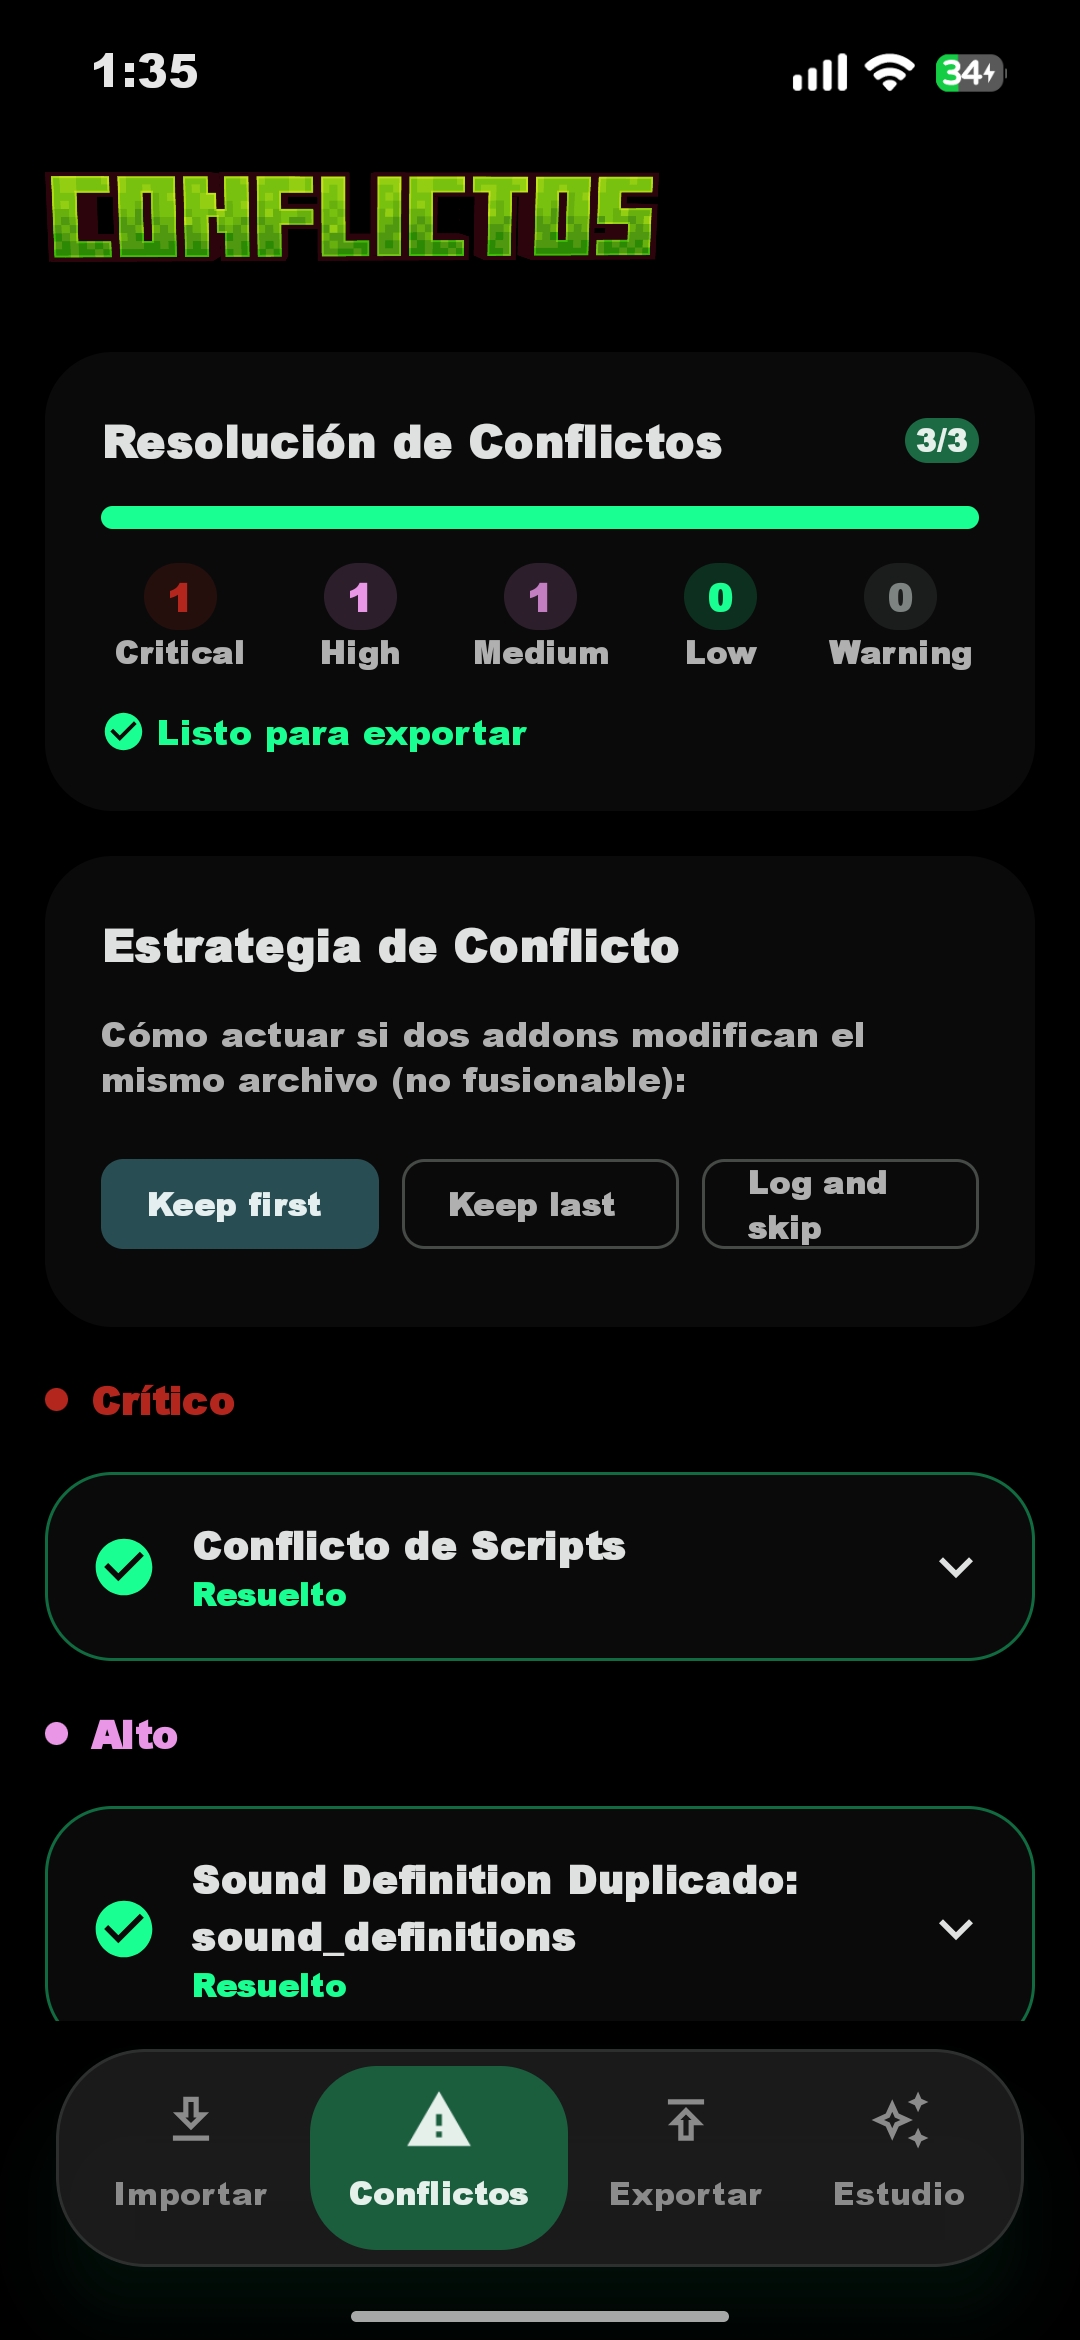 1:35
34
CONFLICTOS
Resolución de Conflictos
3/3
1 1 1 0 0
Critical High Medium Low Warning
Listo para exportar
Estrategia de Conflicto
Cómo actuar si dos addons modifican el
mismo archivo (no fusionable):
Keep first
Keep last
Log and
skip
Crítico
Conflicto de Scripts
Resuelto
Alto
Sound Definition Duplicado:
sound_definitions
Resuelto
Importar Conflictos Exportar Estudio